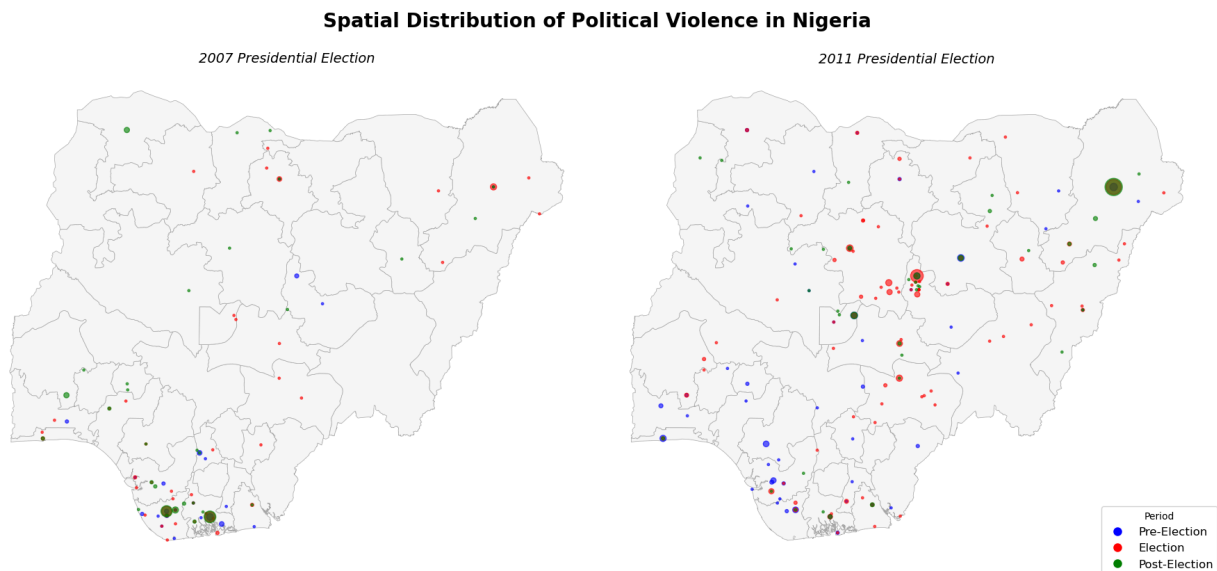 Spatial Distribution of Political Violence in Nigeria
2007 Presidential Election
2011 Presidential Election
Period
Pre-Election
Election
Post-Election